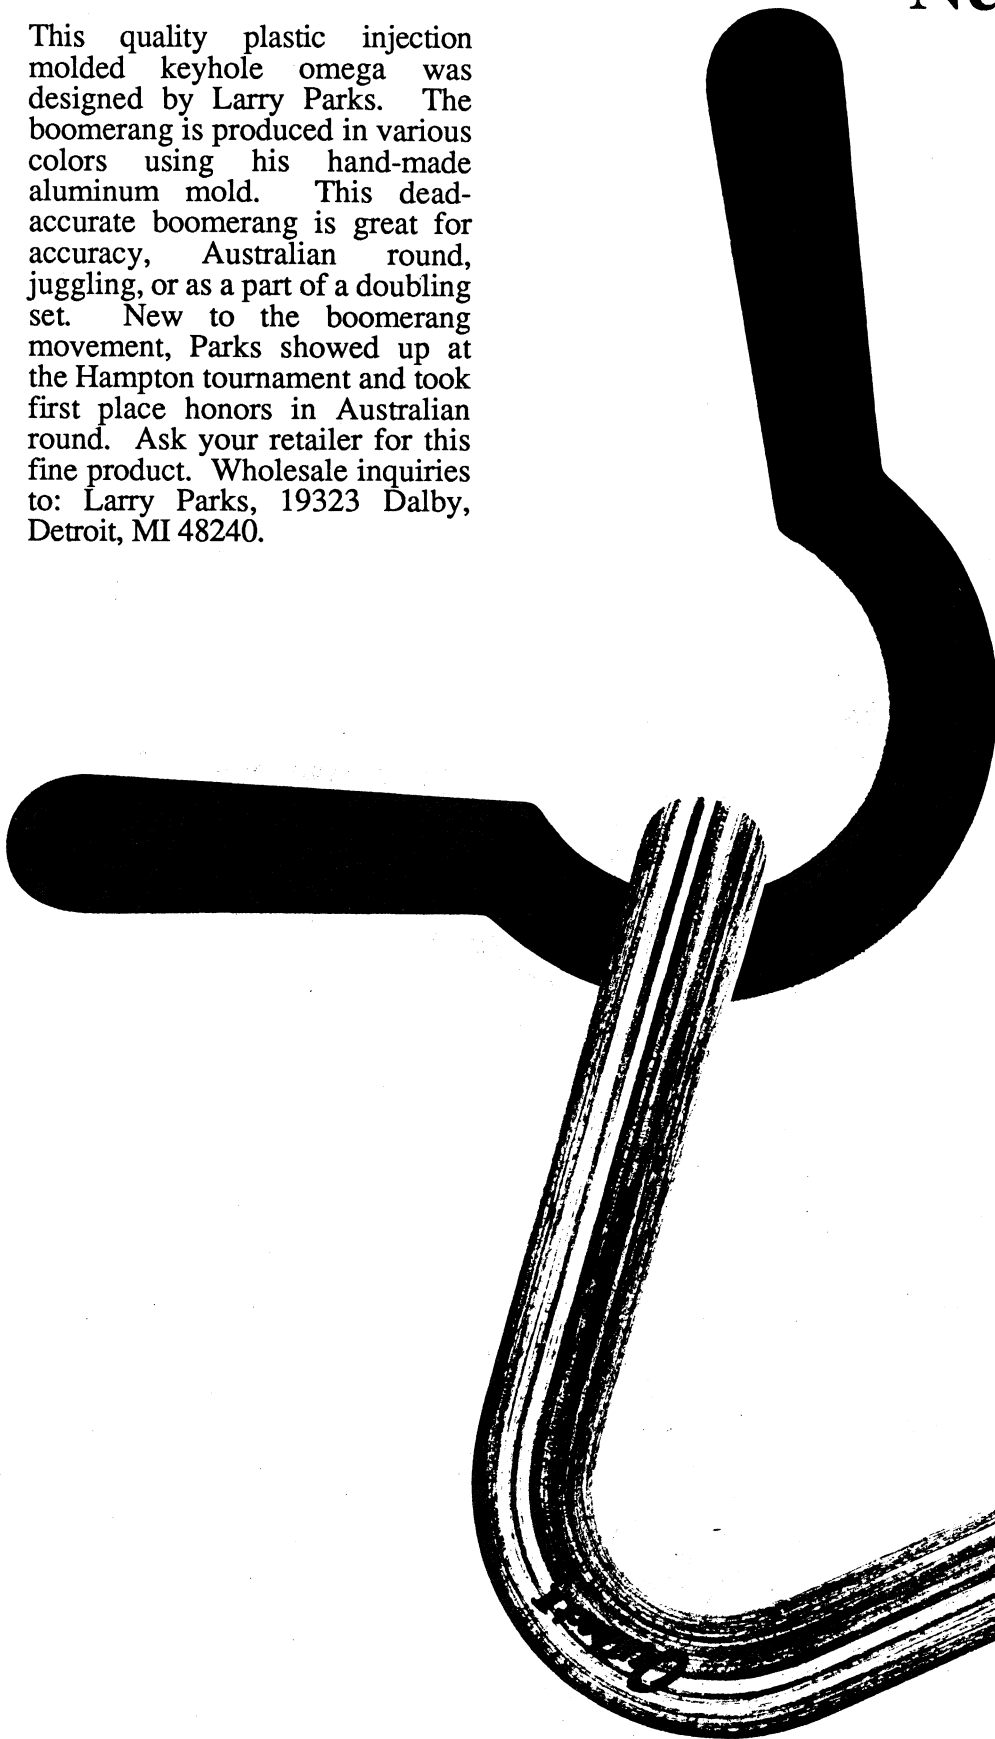 This quality plastic injection
molded keyhole omega was
designed by Larry Parks. The
boomerang is produced in various
colors using his hand-made
aluminum mold. This dead-
accurate boomerang is great for
accuracy, Australian round,
juggling, or as a part of a doubling
set. New to the boomerang
movement, Parks showed up at
the Hampton tournament and took
first place honors in Australian
round. Ask your retailer for this
fine product. Wholesale inquiries
to: Larry Parks, 19323 Dalby,
Detroit, MI 48240.